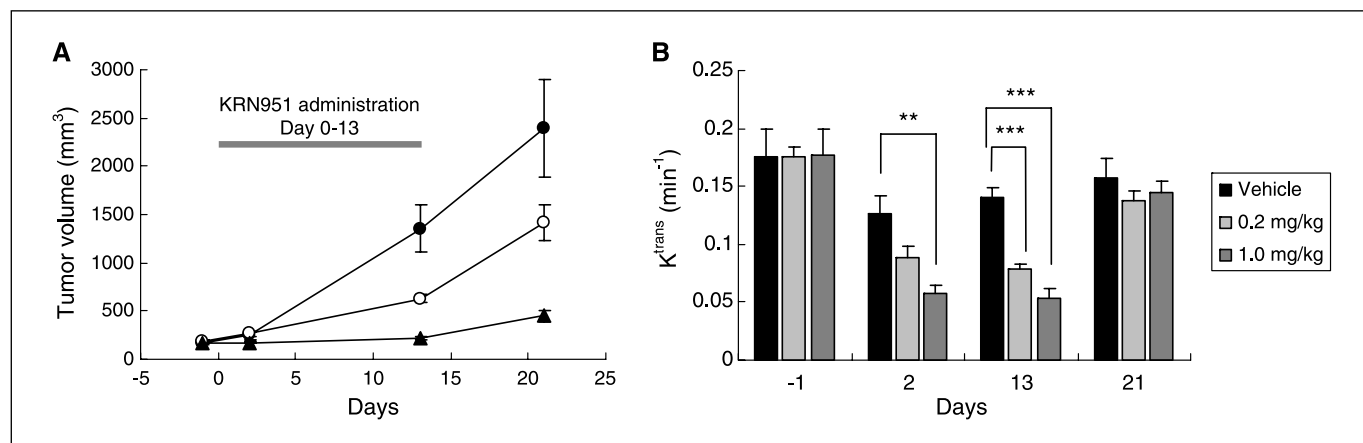 A
Tumor volume (mm³)
3000
2500
2000
1500
1000
500
0
KRN951 administration
Day 0-13
-5
0
5
10
15
20
25
Days
B
K^trans (min⁻¹)
0.25
0.2
0.15
0.1
0.05
0
**
***
***
-1
2
13
21
Days
Vehicle
0.2 mg/kg
1.0 mg/kg